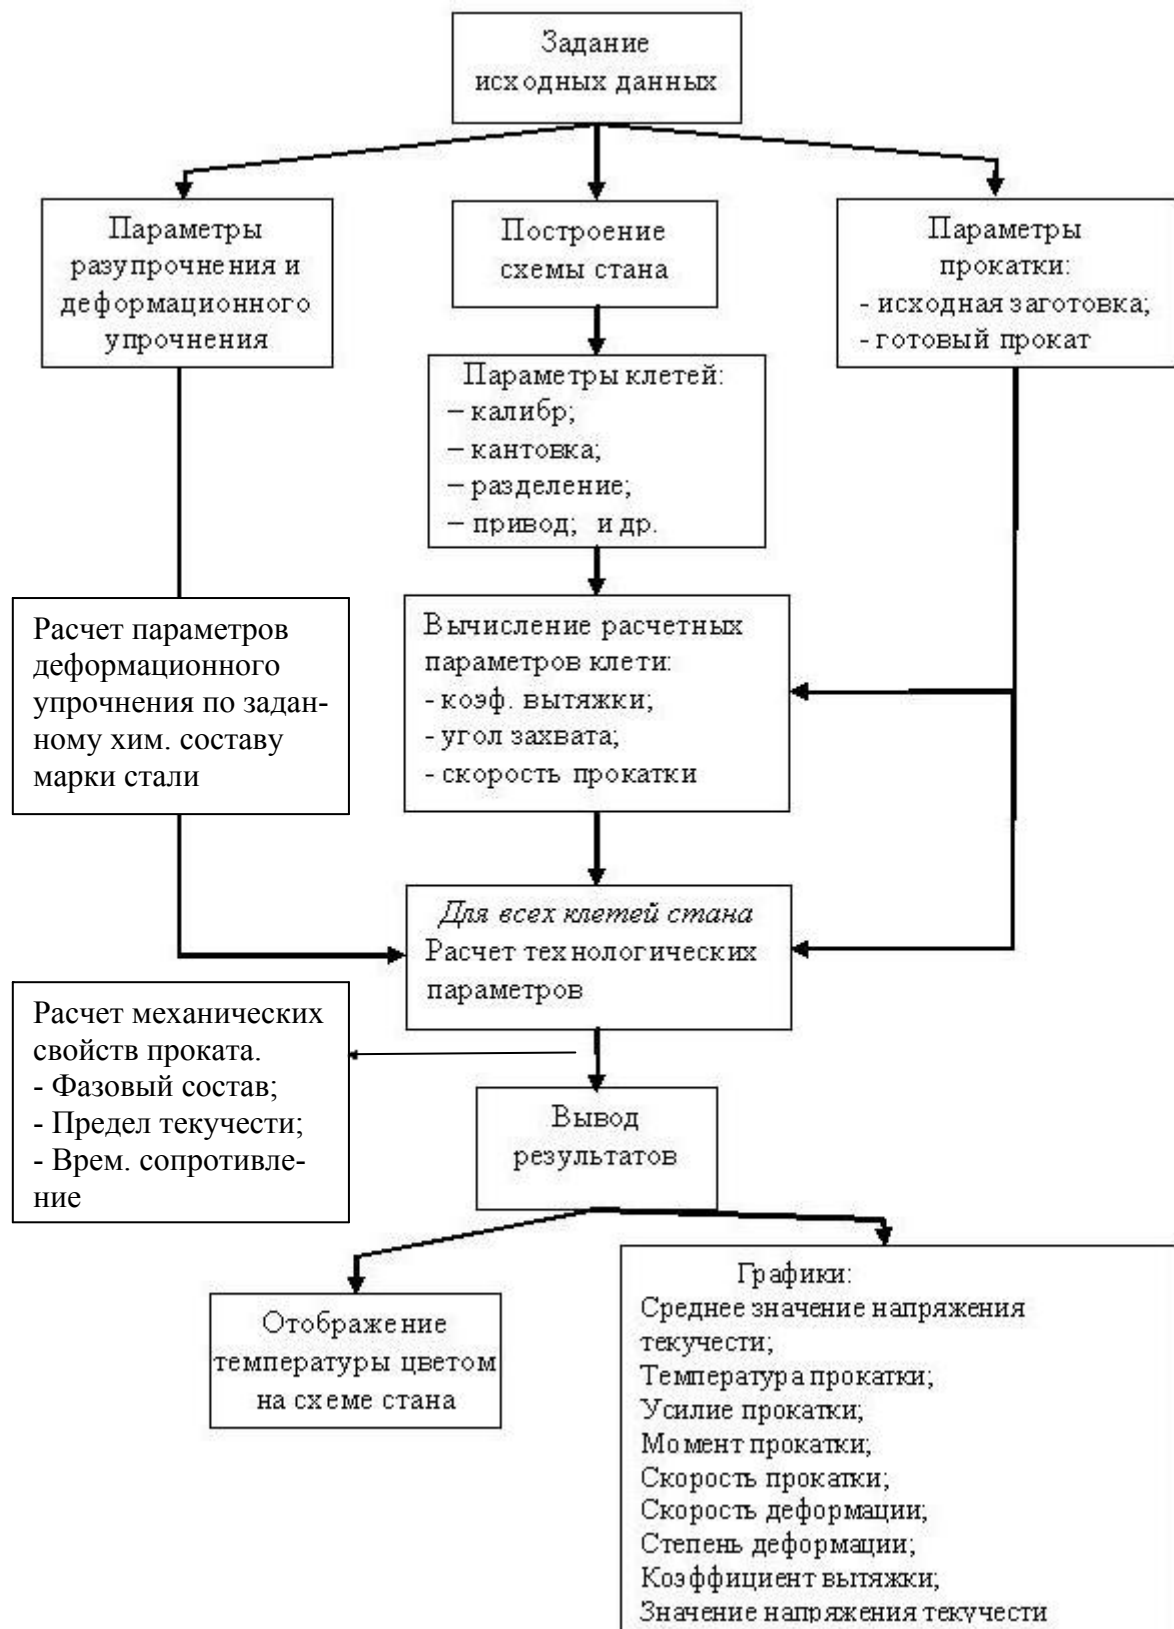 Задание
исходных данных
Параметры
разупрочнения и
деформационного
упрочнения
Построение
схемы стана
Параметры
прокатки:
- исходная заготовка;
- готовый прокат
Параметры клетей:
– калибр;
– кантовка;
– разделение;
– привод; и др.
Расчет параметров
деформационного
упрочнения по задан-
ному хим. составу
марки стали
Вычисление расчетных
параметров клети:
- коэф. вытяжки;
- угол захвата;
- скорость прокатки
Для всех клетей стана
Расчет технологических
параметров
Расчет механических
свойств проката.
- Фазовый состав;
- Предел текучести;
- Врем. сопротивле-
ние
Вывод
результатов
Отображение
температуры цветом
на схеме стана
Графики:
Среднее значение напряжения
текучести;
Температура прокатки;
Усилие прокатки;
Момент прокатки;
Скорость прокатки;
Скорость деформации;
Степень деформации;
Коэффициент вытяжки;
Значение напряжения текучести